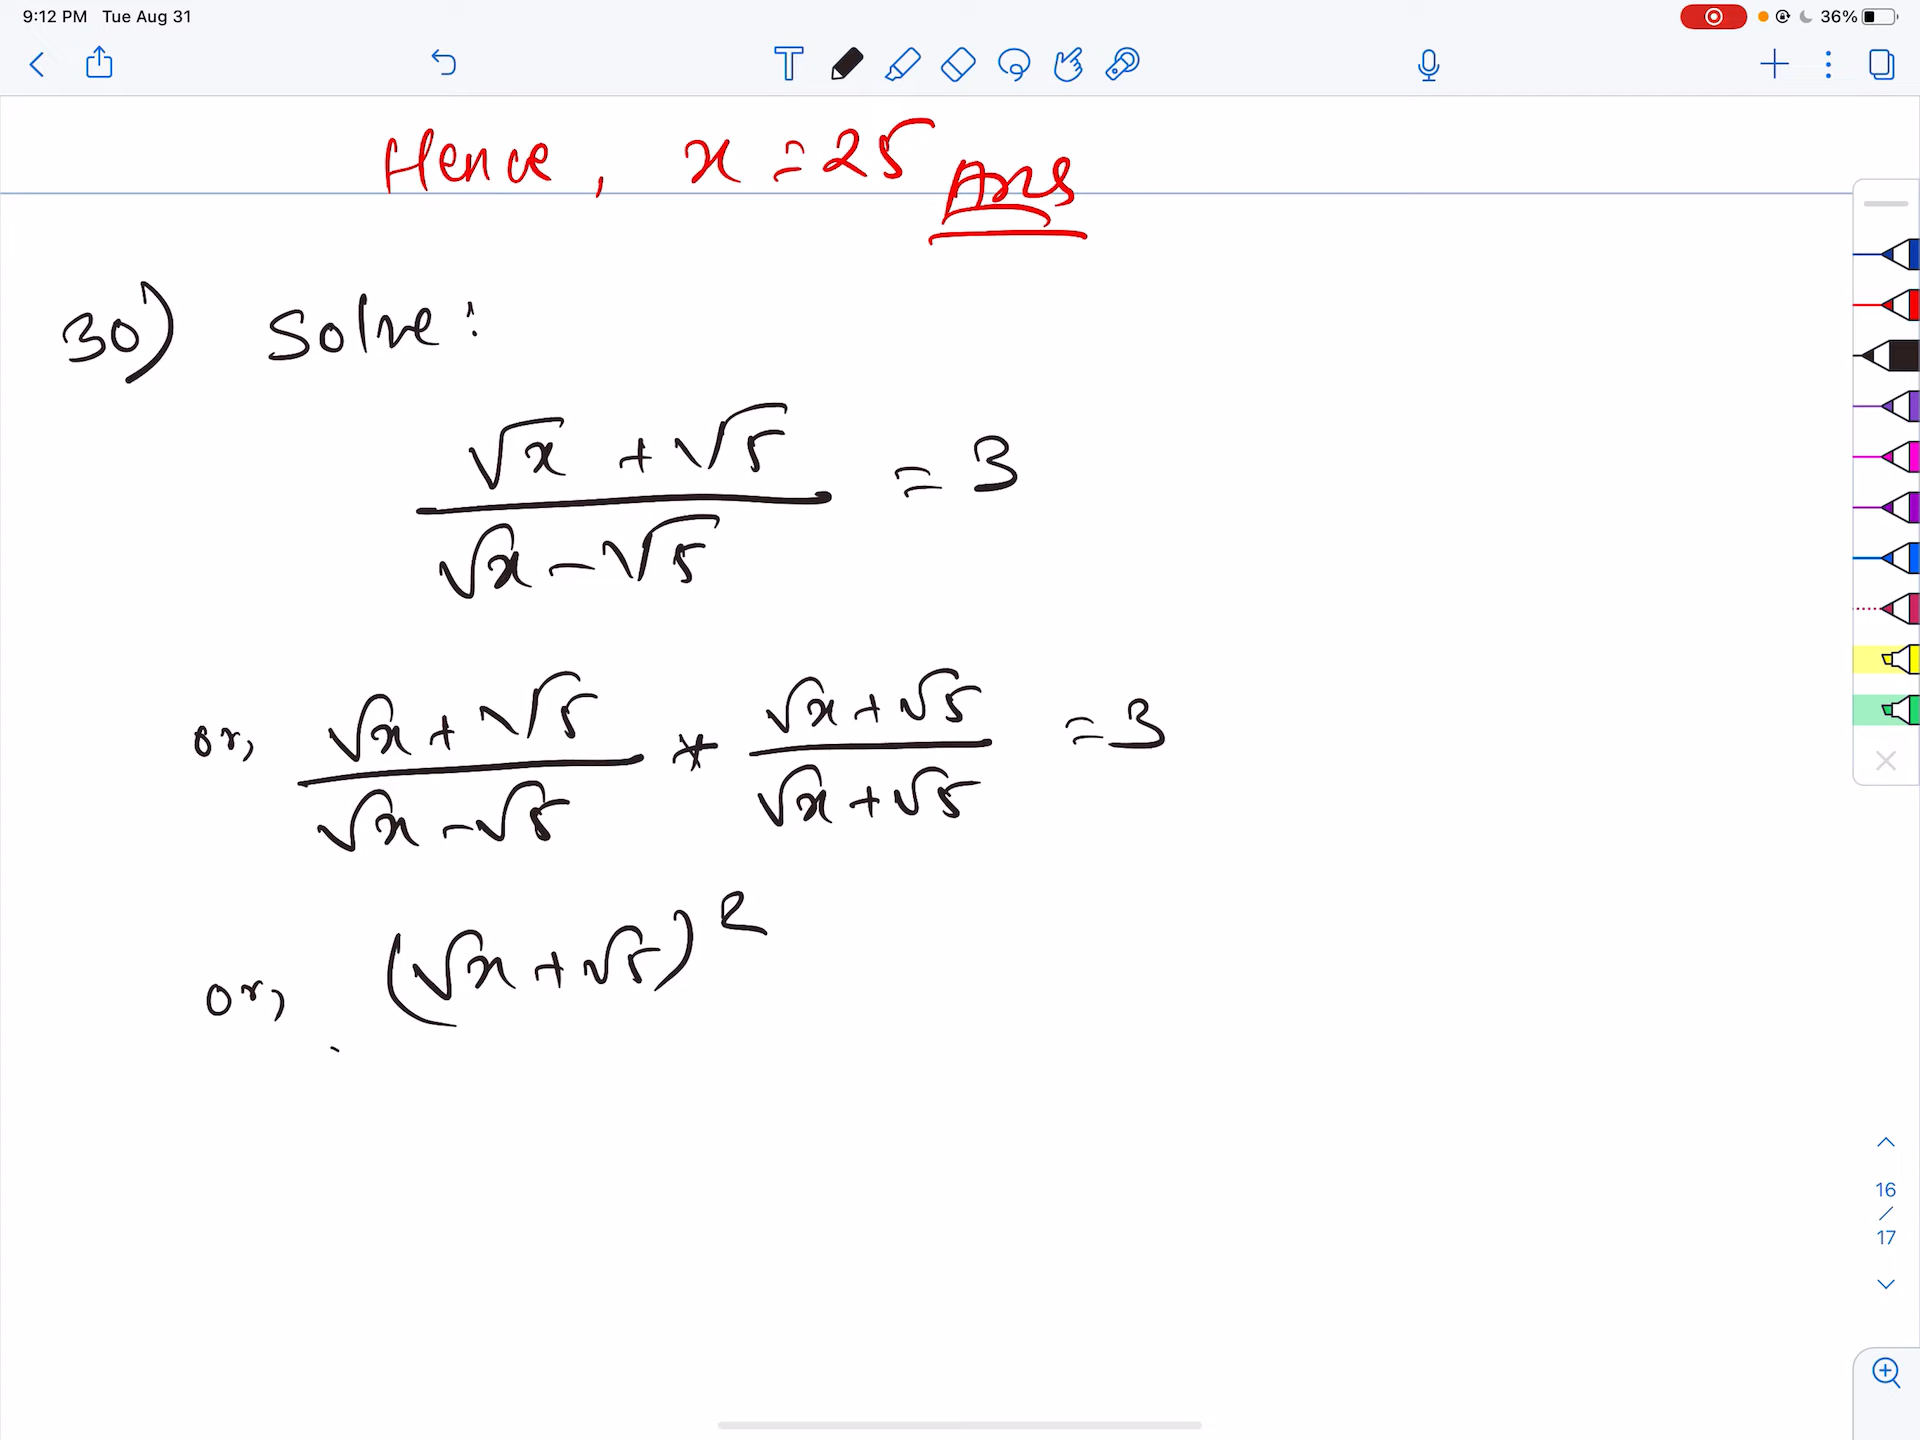 9:12 PM Tue Aug 31
36%
Hence, x = 25 Ans
30) Solve:
√x + √5
= 3
√x - √5
or, √x + √5 * √x + √5 = 3
√x - √5 √x + √5
or, (√x + √5)²
16
/
17